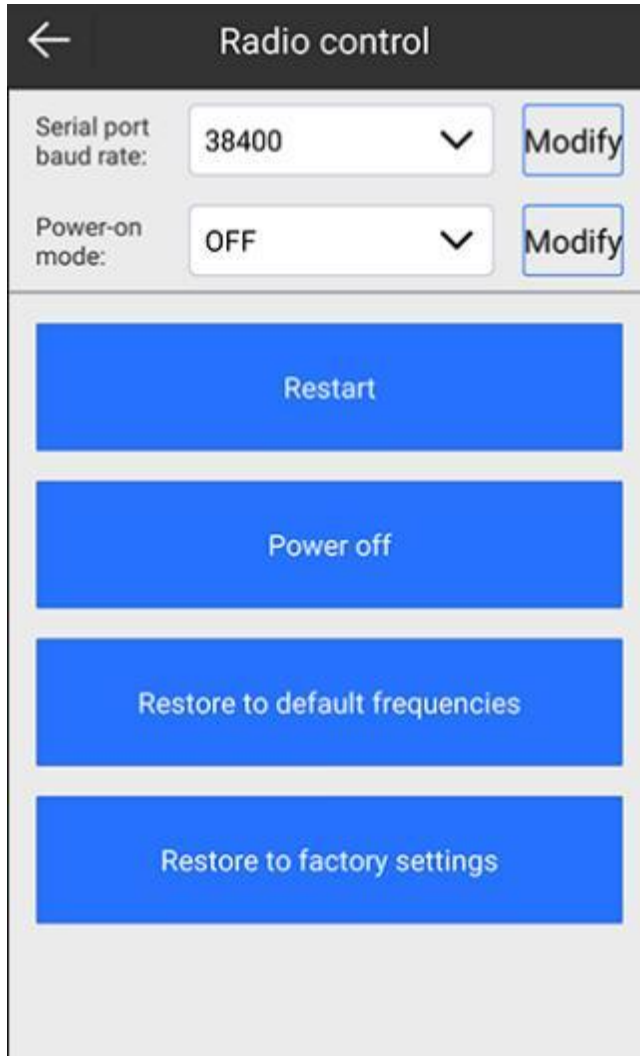 Radio control
Serial port
baud rate:
38400
Modify
Power-on
mode:
OFF
Modify
Restart
Power off
Restore to default frequencies
Restore to factory settings